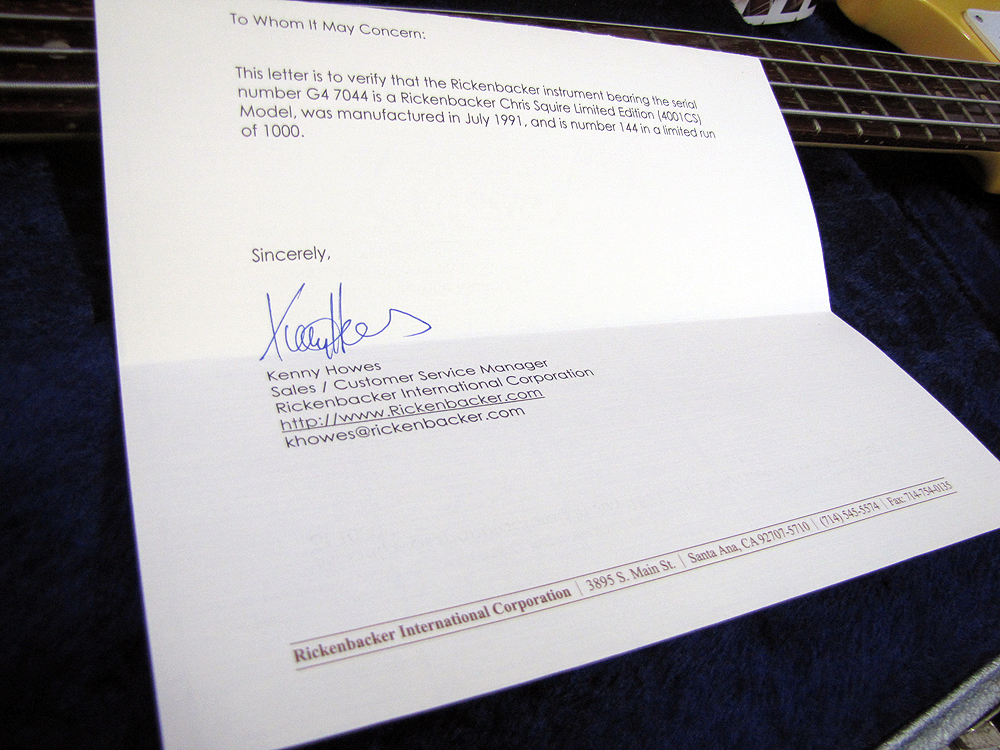 To Whom It May Concern:
This letter is to verify that the Rickenbacker instrument bearing the serial
number G4 7044 is a Rickenbacker Chris Squire Limited Edition (4001CS)
Model, was manufactured in July 1991, and is number 144 in a limited run
of 1000.
Sincerely,
Kenny Howes
Kenny Howes
Sales / Customer Service Manager
Rickenbacker International Corporation
http://www.Rickenbacker.com
khowes@rickenbacker.com
Rickenbacker International Corporation | 3895 S. Main St. | Santa Ana, CA 92707-5710 | (714) 545-5574 | Fax: 714-754-0135